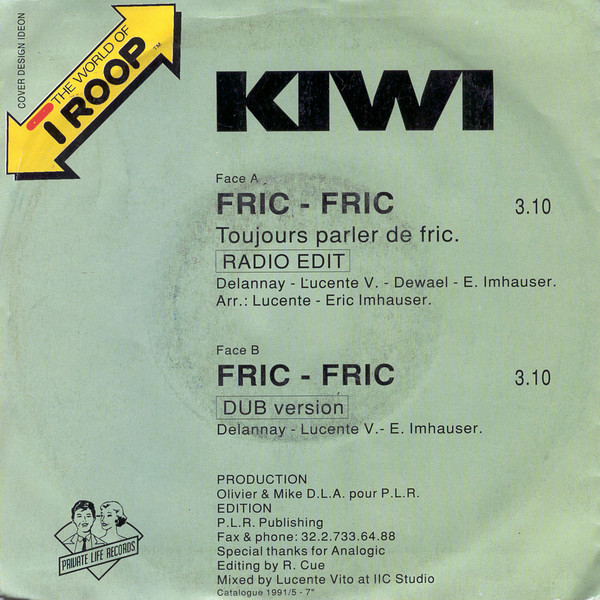 COVER DESIGN IDEON
THE WORLD OF
I ROOP™
KIWI
Face A
FRIC - FRIC 3.10
Toujours parler de fric.
RADIO EDIT
Delannay - Lucente V. - Dewael - E. Imhauser.
Arr.: Lucente - Eric Imhauser.
Face B
FRIC - FRIC 3.10
DUB version
Delannay - Lucente V.- E. Imhauser.
PRODUCTION
Olivier & Mike D.L.A. pour P.L.R.
EDITION
P.L.R. Publishing
Fax & phone: 32.2.733.64.88
Special thanks for Analogic
Editing by R. Cue
Mixed by Lucente Vito at IIC Studio
Catalogue 1991/5 - 7"
PRIVATE LIFE RECORDS